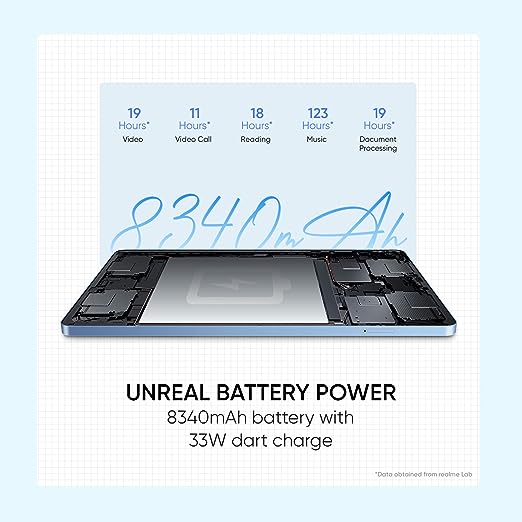 19 11 18 123 19
Hours* Hours* Hours* Hours* Hours*
Video Video Call Reading Music Document
Processing
8340mAh
UNREAL BATTERY POWER
8340mAh battery with
33W dart charge
*Data obtained from realme Lab